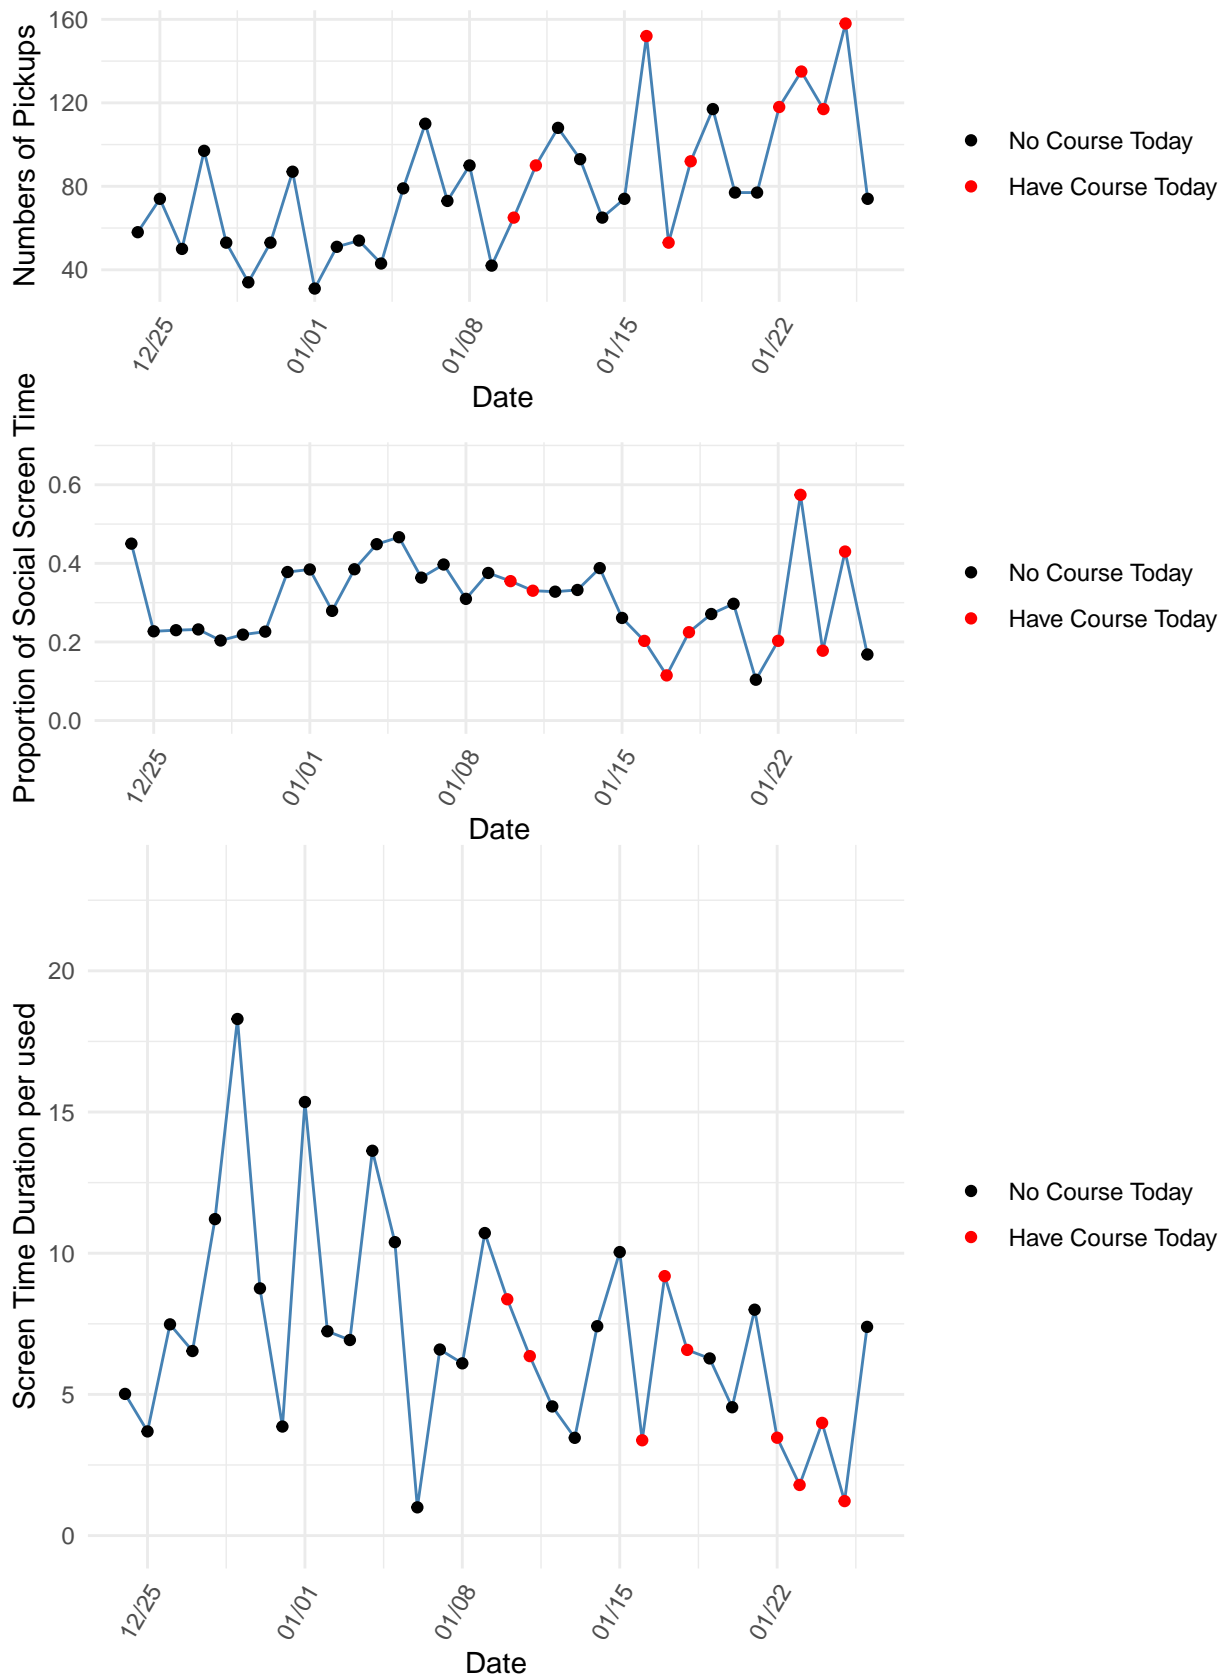 Numbers of Pickups
160
120
80
40
12/25
01/01
01/08
01/15
01/22
Date
No Course Today
Have Course Today
Proportion of Social Screen Time
0.6
0.4
0.2
0.0
12/25
01/01
01/08
01/15
01/22
Date
No Course Today
Have Course Today
Screen Time Duration per used
20
15
10
5
0
12/25
01/01
01/08
01/15
01/22
Date
No Course Today
Have Course Today